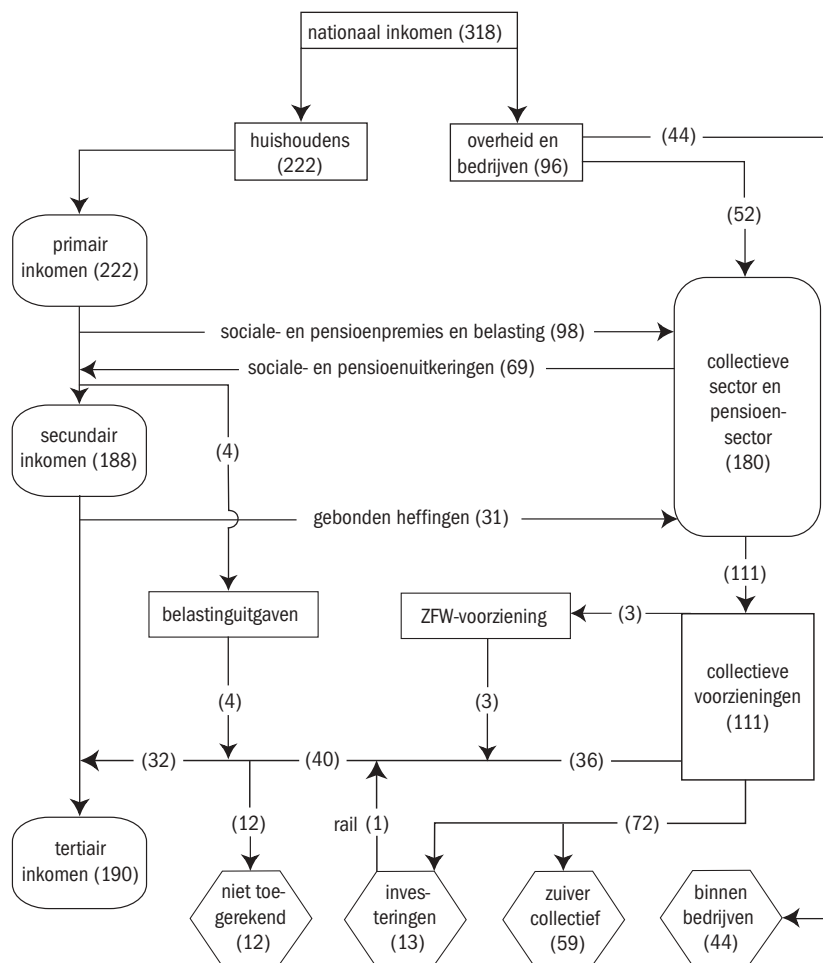 nationaal inkomen (318)
huishoudens
(222)
overheid en
bedrijven (96)
(44)
(52)
primair
inkomen (222)
sociale- en pensioenpremies en belasting (98)
sociale- en pensioenuitkeringen (69)
collectieve
sector en
pensioen-
sector
(180)
secundair
inkomen (188)
(4)
gebonden heffingen (31)
(111)
belastinguitgaven
ZFW-voorziening
(3)
collectieve
voorzieningen
(111)
(4)
(3)
(32)
(40)
(36)
(12)
rail (1)
(72)
tertiair
inkomen (190)
niet toe-
gerekend
(12)
inves-
teringen
(13)
zuiver
collectief
(59)
binnen
bedrijven
(44)